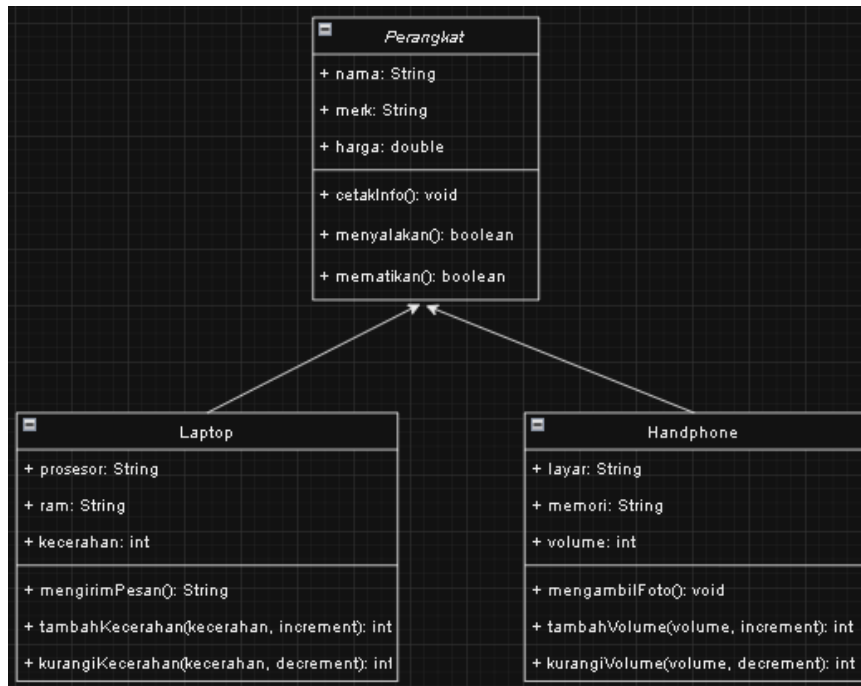 Perangkat
+ nama: String
+ merk: String
+ harga: double
+ cetakInfo(): void
+ menyalakan(): boolean
+ mematikan(): boolean
Laptop
+ prosesor: String
+ ram: String
+ kecerahan: int
+ mengirimPesan(): String
+ tambahKecerahan(kecerahan, increment): int
+ kurangiKecerahan(kecerahan, decrement): int
Handphone
+ layar: String
+ memori: String
+ volume: int
+ mengambilFoto(): void
+ tambahVolume(volume, increment): int
+ kurangiVolume(volume, decrement): int